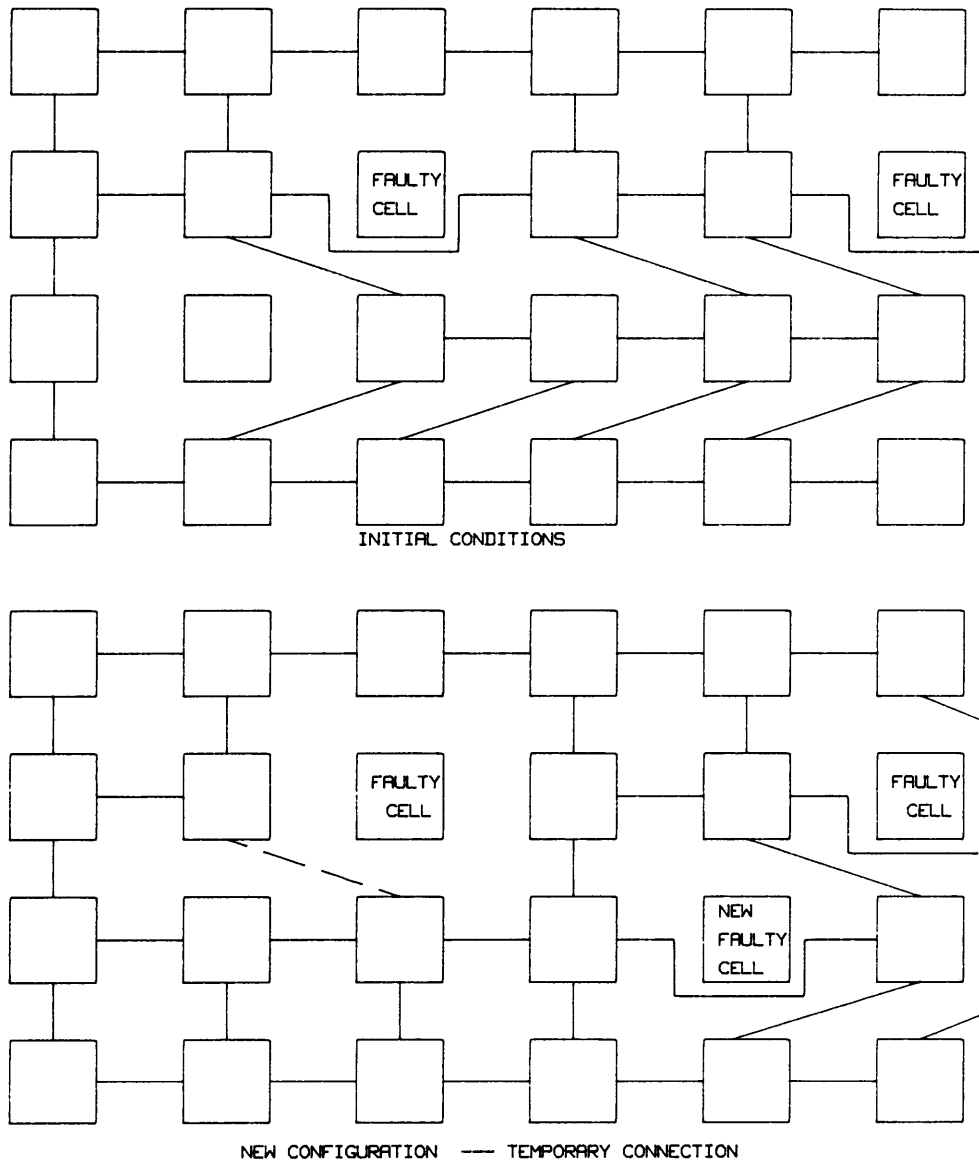 FAULTY
CELL
FAULTY
CELL
INITIAL CONDITIONS
FAULTY
CELL
FAULTY
CELL
NEW
FAULTY
CELL
NEW CONFIGURATION --- TEMPORARY CONNECTION